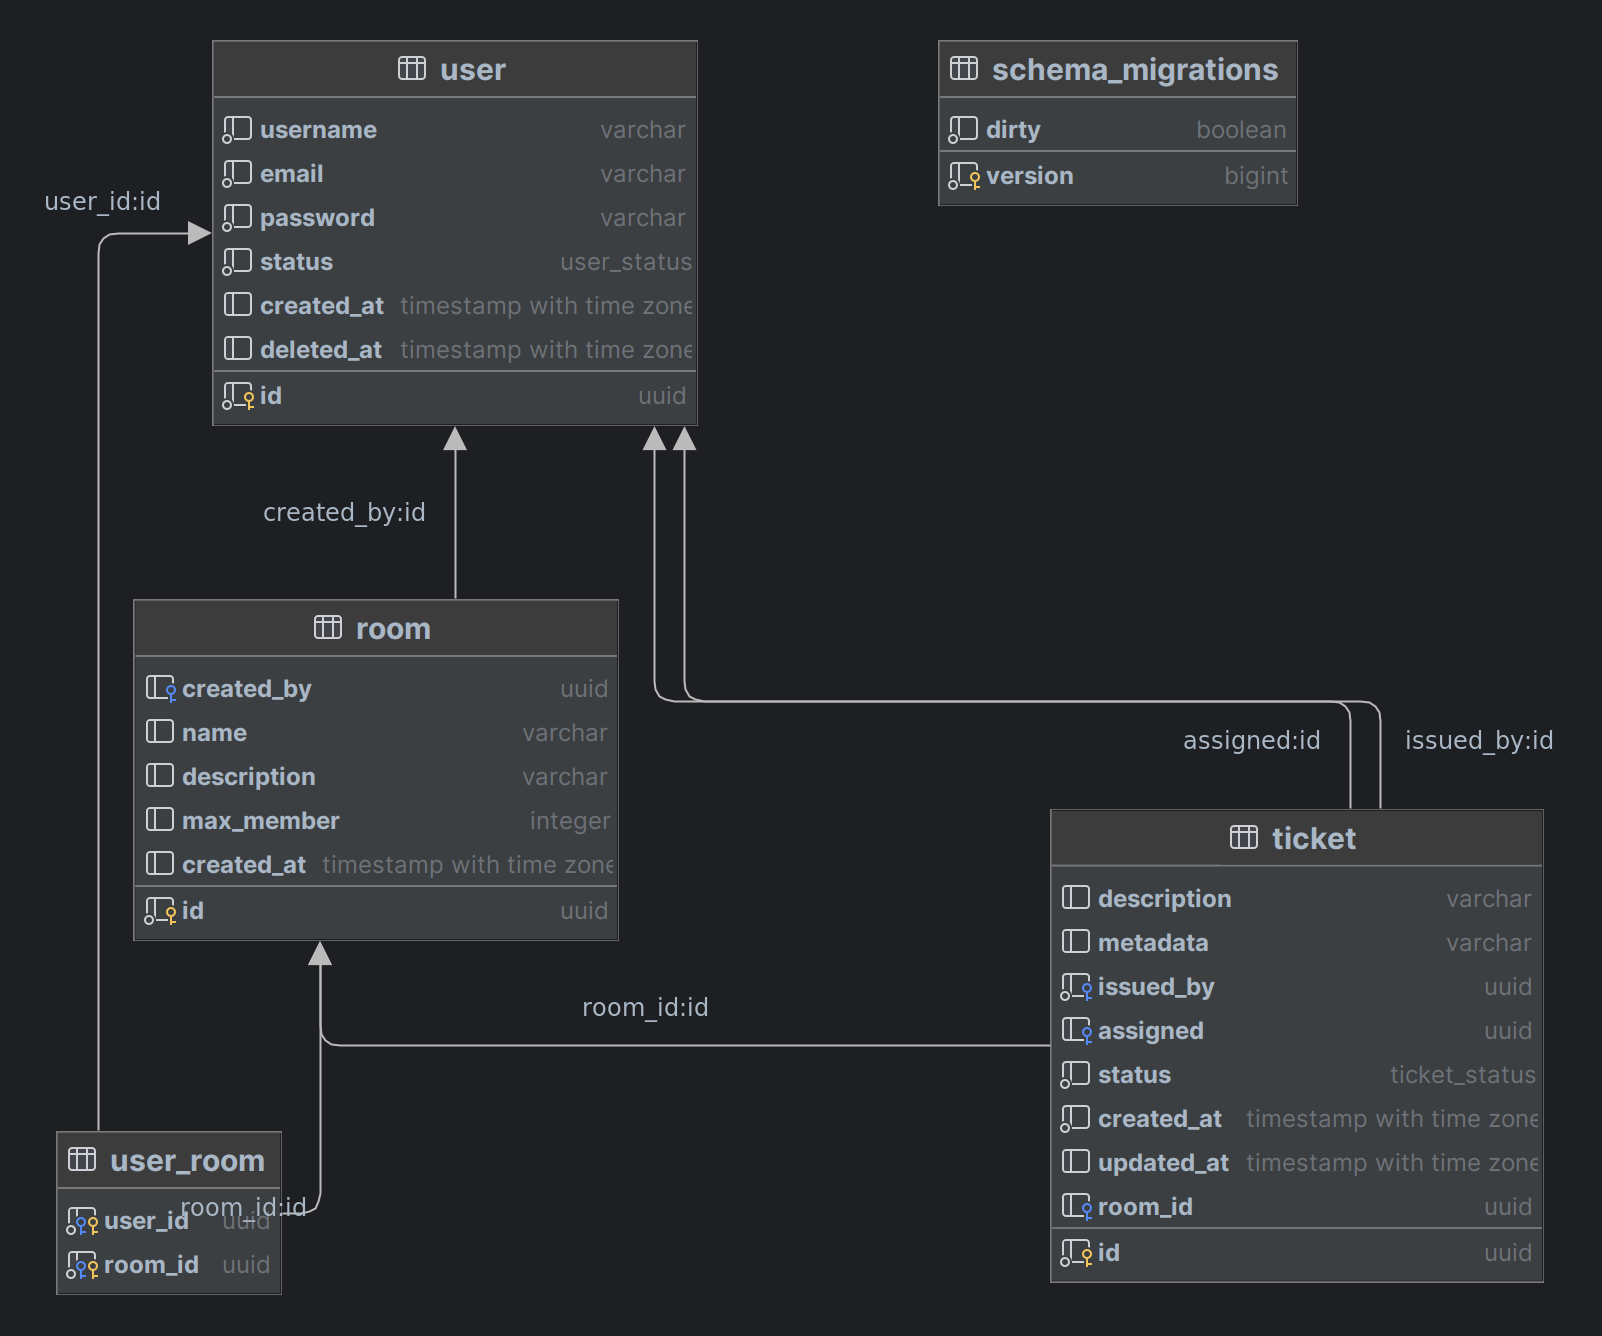 user
username varchar
email varchar
password varchar
status user_status
created_at timestamp with time zone
deleted_at timestamp with time zone
id uuid
schema_migrations
dirty boolean
version bigint
user_id:id
created_by:id
room
created_by uuid
name varchar
description varchar
max_member integer
created_at timestamp with time zone
id uuid
assigned:id
issued_by:id
ticket
description varchar
metadata varchar
issued_by uuid
assigned uuid
status ticket_status
created_at timestamp with time zone
updated_at timestamp with time zone
room_id uuid
id uuid
room_id:id
user_room
room_id:id
user_id uuid
room_id uuid